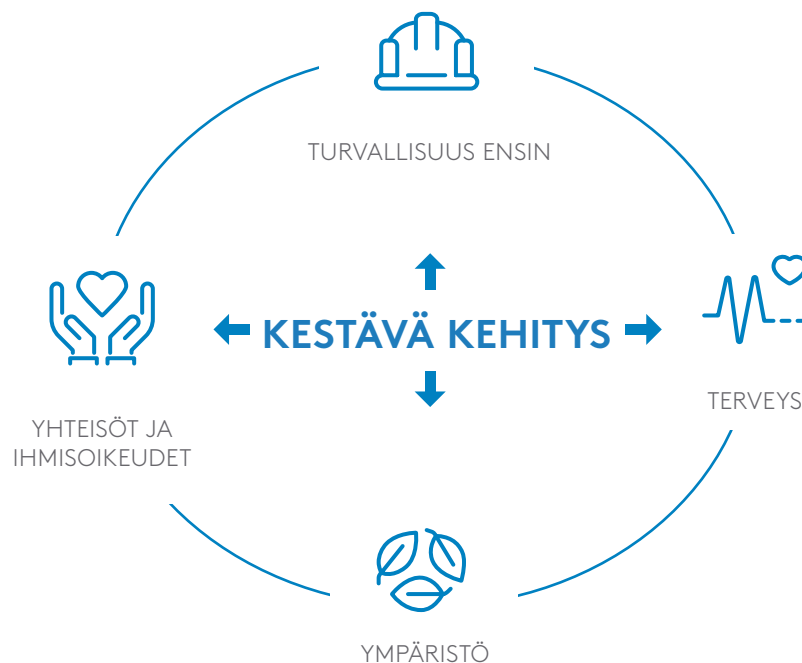 TURVALLISUUS ENSIN
KESTÄVÄ KEHITYS
TERVEYS
YHTEISÖT JA
IHMISOIKEUDET
YMPÄRISTÖ